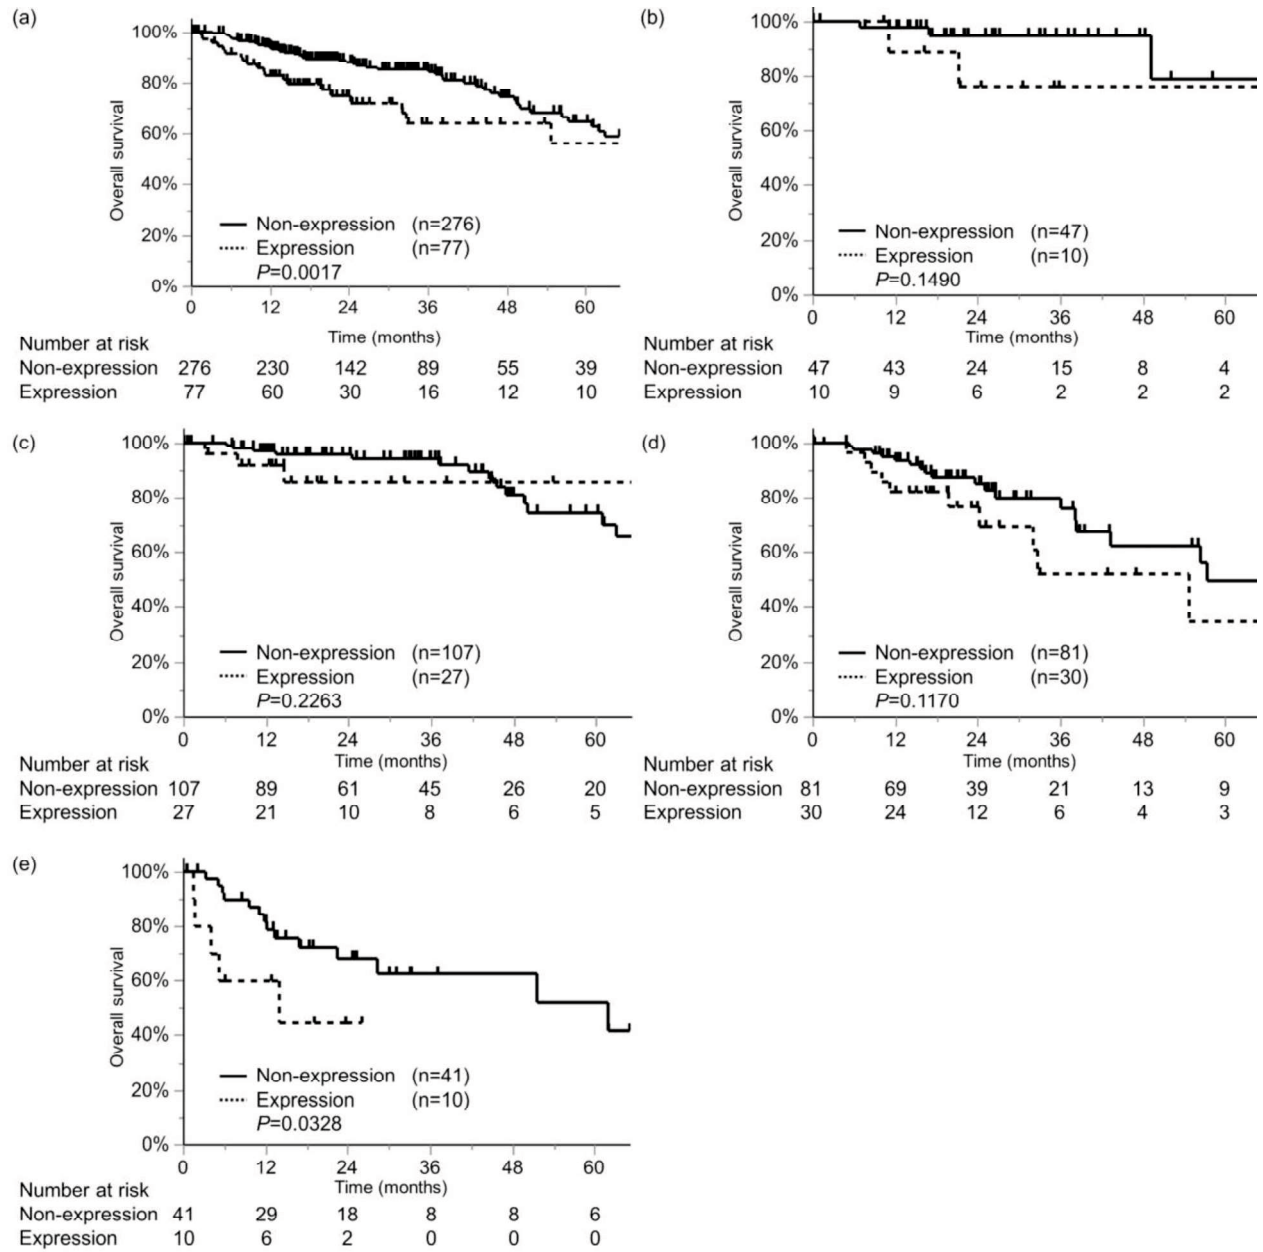 (a)
100%
80%
60%
40%
20%
0%
Overall survival
Non-expression (n=276)
Expression (n=77)
P=0.0017
12 24 36 48 60
Time (months)
Number at risk
Non-expression 276 230 142 89 55 39
Expression 77 60 30 16 12 10
(b)
100%
80%
60%
40%
20%
0%
Overall survival
Non-expression (n=47)
Expression (n=10)
P=0.1490
0 12 24 36 48 60
Time (months)
Number at risk
Non-expression 47 43 24 15 8 4
Expression 10 9 6 2 2 2
(c)
100%
80%
60%
40%
20%
0%
Overall survival
Non-expression (n=107)
Expression (n=27)
P=0.2263
0 12 24 36 48 60
Time (months)
Number at risk
Non-expression 107 89 61 45 26 20
Expression 27 21 10 8 6 5
(d)
100%
80%
60%
40%
20%
0%
Overall survival
Non-expression (n=81)
Expression (n=30)
P=0.1170
0 12 24 36 48 60
Time (months)
Number at risk
Non-expression 81 69 39 21 13 9
Expression 30 24 12 6 4 3
(e)
100%
80%
60%
40%
20%
0%
Overall survival
Non-expression (n=41)
Expression (n=10)
P=0.0328
0 12 24 36 48 60
Time (months)
Number at risk
Non-expression 41 29 18 8 8 6
Expression 10 6 2 0 0 0